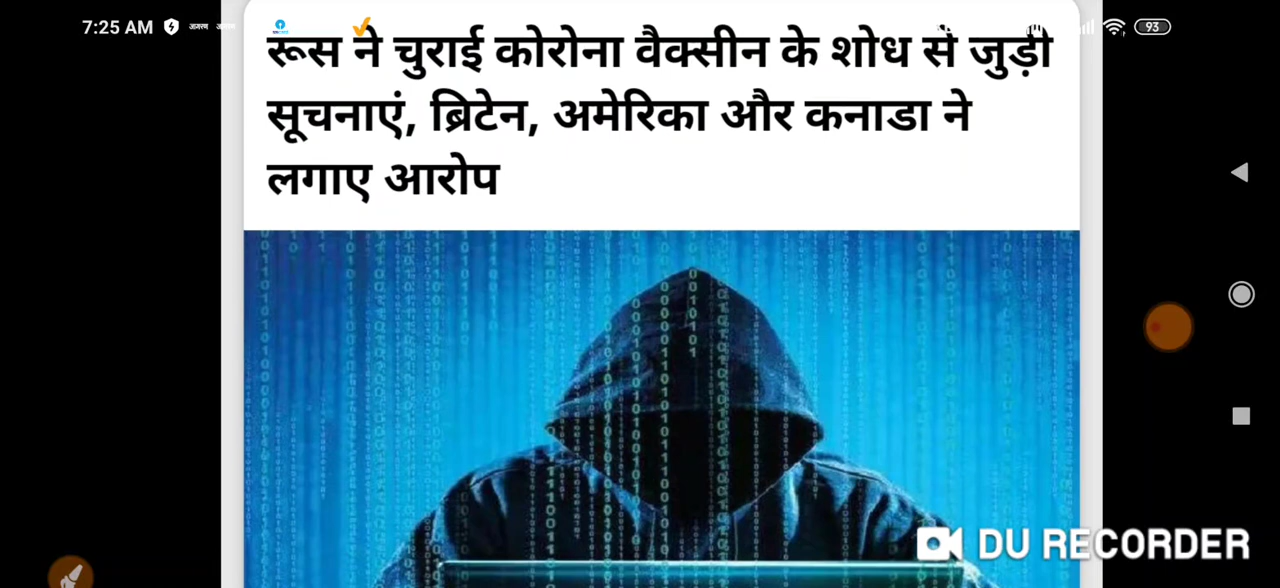 7:25 AM
93
रूस ने चुराई कोरोना वैक्सीन के शोध से जुड़ी
सूचनाएं, ब्रिटेन, अमेरिका और कनाडा ने
लगाए आरोप
DU RECORDER